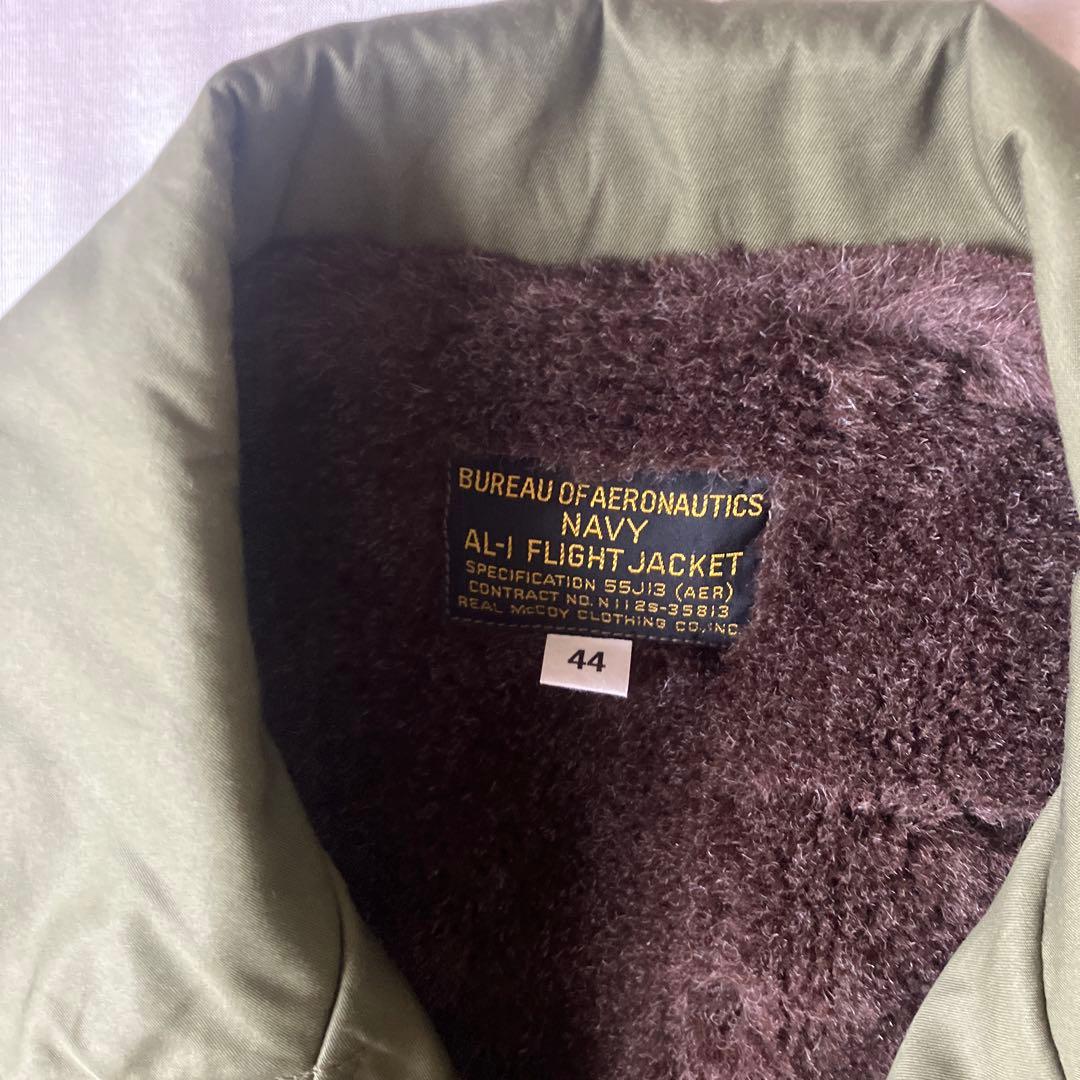 BUREAU OF AERONAUTICS
NAVY
AL-1 FLIGHT JACKET
SPECIFICATION 55J13 (AER)
CONTRACT NO. N112s-35813
REAL McCOY CLOTHING CO., INC.
44